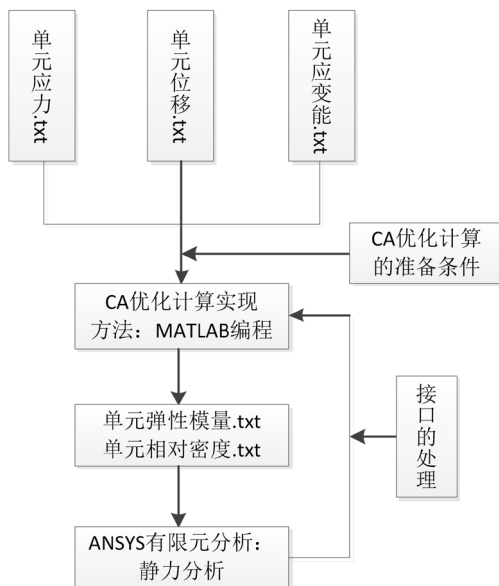 单元应力.txt
单元位移.txt
单元应变能.txt
CA优化计算
的准备条件
CA优化计算实现
方法：MATLAB编程
单元弹性模量.txt
单元相对密度.txt
接口的处理
ANSYS有限元分析：
静力分析